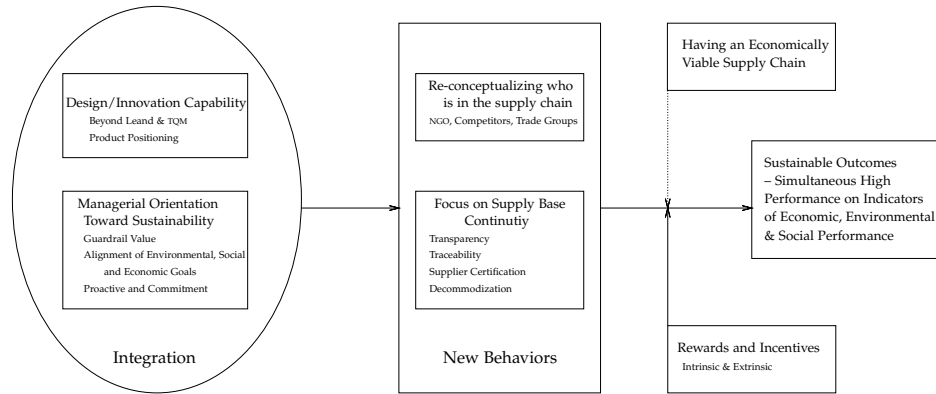 Design/Innovation Capability
Beyond Leand & TQM
Product Positioning
Managerial Orientation
Toward Sustainability
Guardrail Value
Alignment of Environmental, Social
and Economic Goals
Proactive and Commitment
Integration
Re-conceptualizing who
is in the supply chain
NGO, Competitors, Trade Groups
Focus on Supply Base
Continutiy
Transparency
Traceability
Supplier Certification
Decommodization
New Behaviors
Having an Economically
Viable Supply Chain
Sustainable Outcomes
– Simultaneous High
Performance on Indicators
of Economic, Environmental
& Social Performance
Rewards and Incentives
Intrinsic & Extrinsic